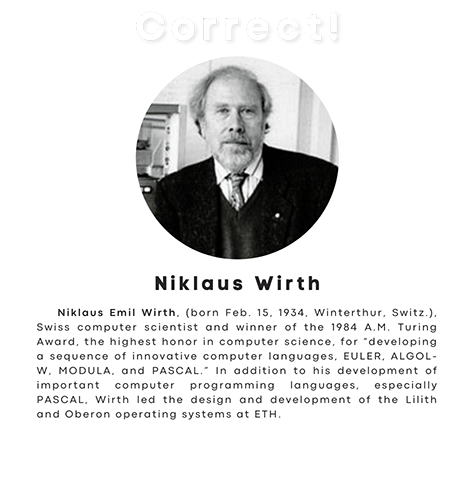 Correct!
Niklaus Wirth
Niklaus Emil Wirth, (born Feb. 15, 1934, Winterthur, Switz.),
Swiss computer scientist and winner of the 1984 A.M. Turing
Award, the highest honor in computer science, for “developing
a sequence of innovative computer languages, EULER, ALGOL-
W, MODULA, and PASCAL.” In addition to his development of
important computer programming languages, especially
PASCAL, Wirth led the design and development of the Lilith
and Oberon operating systems at ETH.